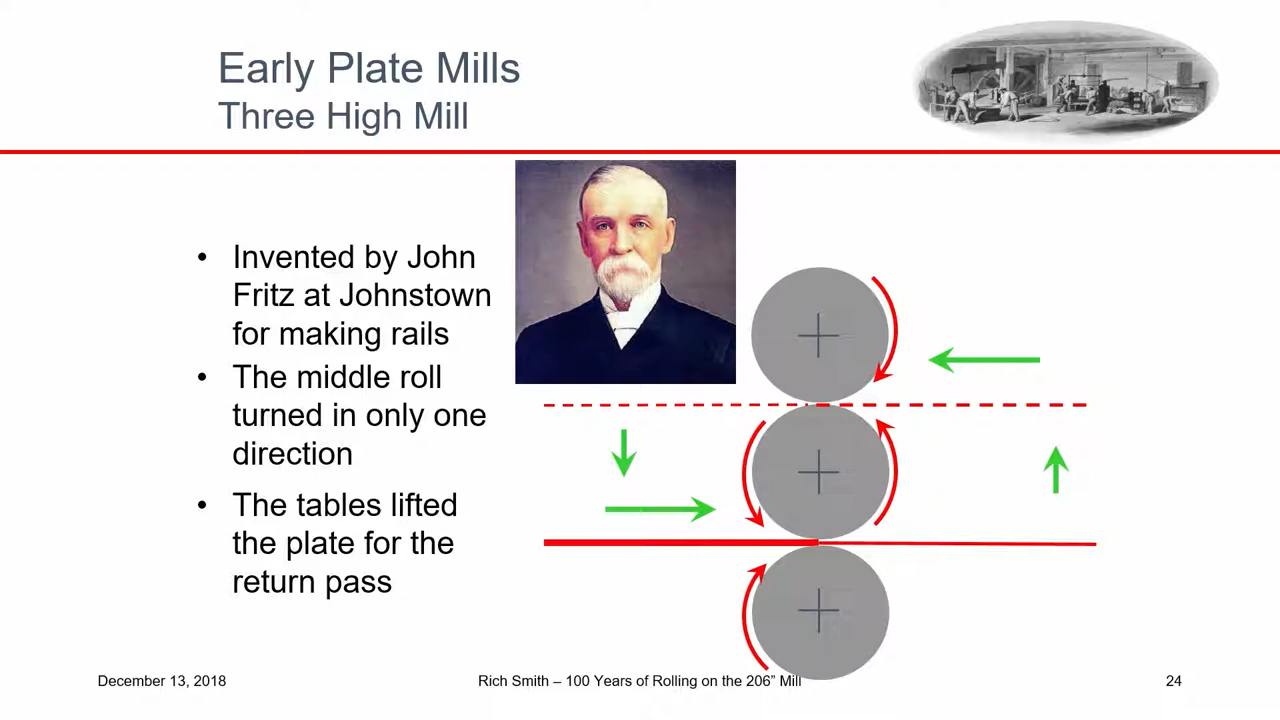 Early Plate Mills
Three High Mill
• Invented by John
Fritz at Johnstown
for making rails
• The middle roll
turned in only one
direction
• The tables lifted
the plate for the
return pass
December 13, 2018
Rich Smith – 100 Years of Rolling on the 206” Mill
24